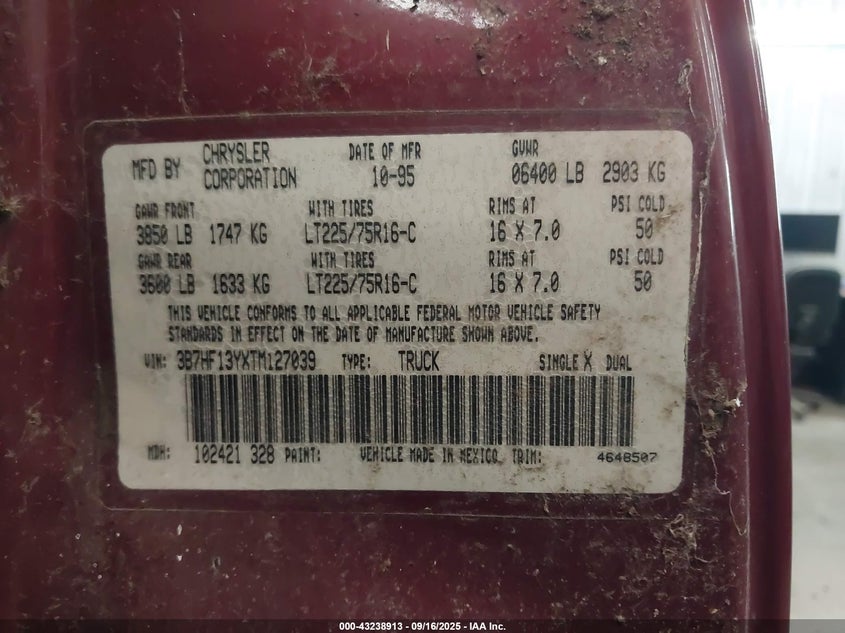 MFD BY CHRYSLER CORPORATION DATE OF MFR 10-95 GVWR 06400 LB 2903 KG
GAWR FRONT WITH TIRES RIMS AT PSI COLD
3850 LB 1747 KG LT225/75R16-C 16 X 7.0 50
GAWR REAR WITH TIRES RIMS AT PSI COLD
3600 LB 1633 KG LT225/75R16-C 16 X 7.0 50
THIS VEHICLE CONFORMS TO ALL APPLICABLE FEDERAL MOTOR VEHICLE SAFETY
STANDARDS IN EFFECT ON THE DATE OF MANUFACTURE SHOWN ABOVE.
VIN: 3B7HF13YXTM127039 TYPE: TRUCK SINGLE X DUAL
MDH: 102421 328 PAINT: VEHICLE MADE IN MEXICO TRIM: 4648507
000-43238913 - 09/16/2025 - IAA Inc.